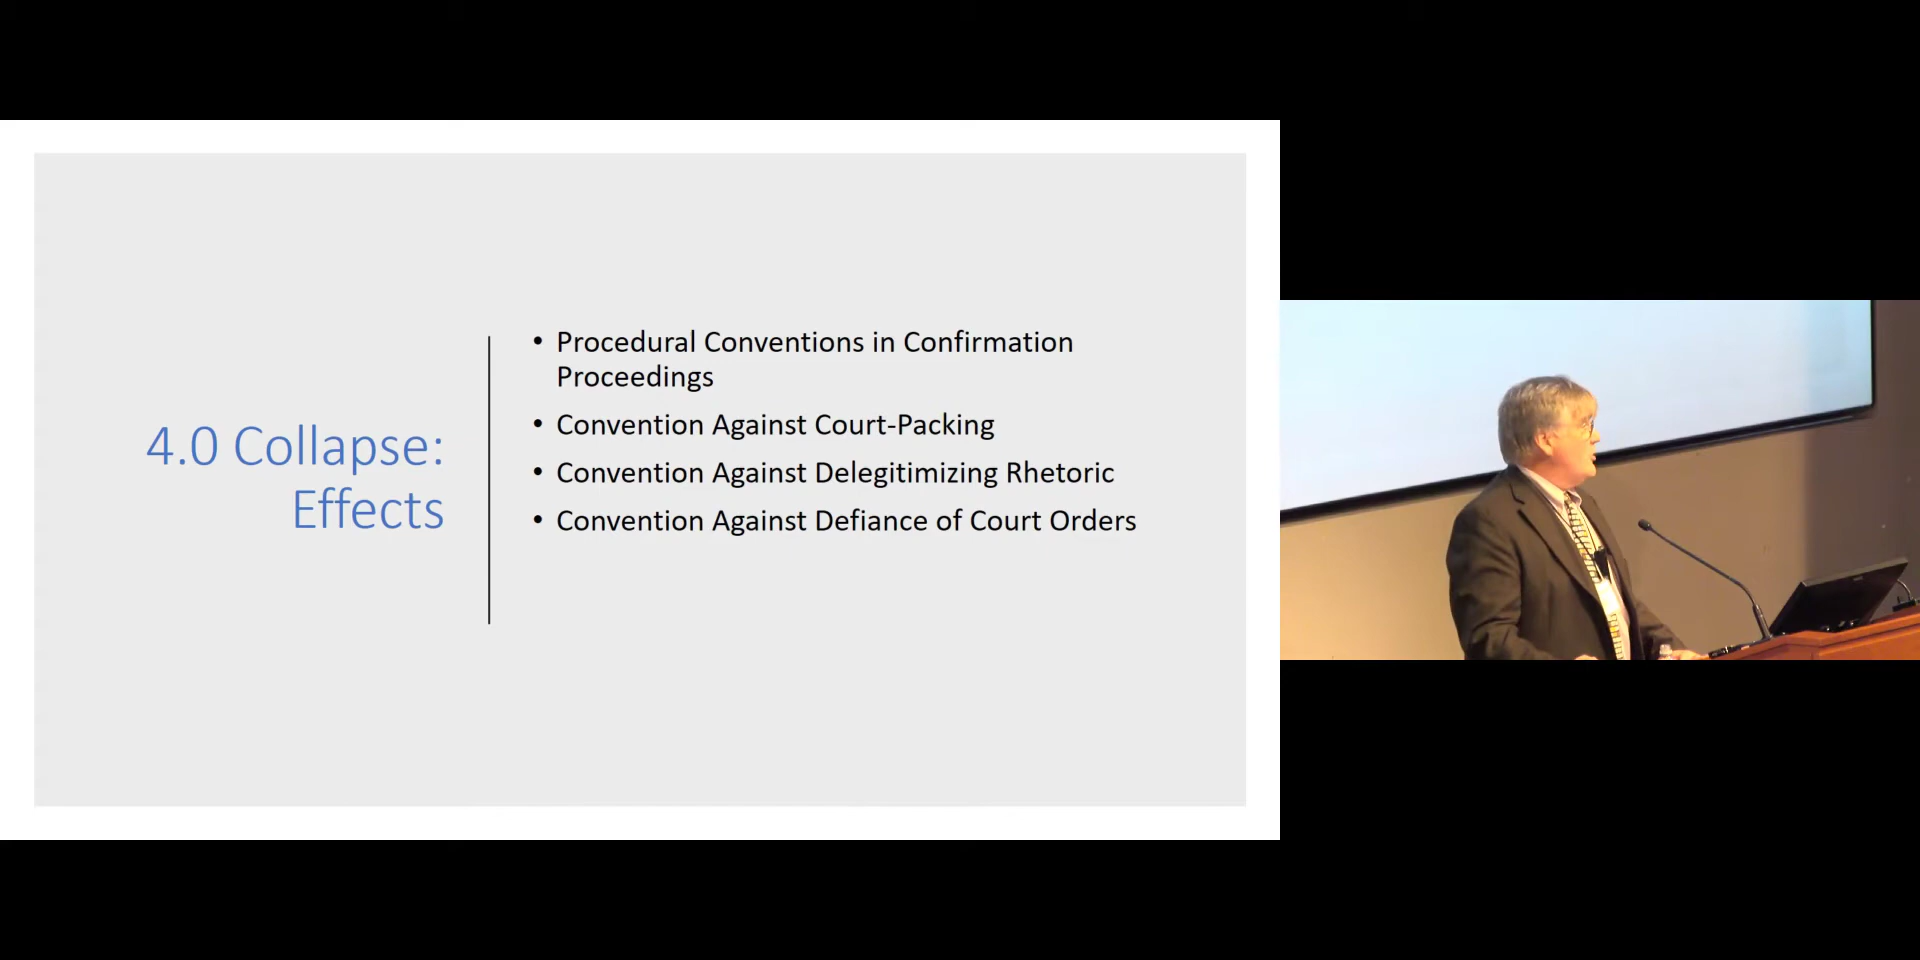 4.0 Collapse:
Effects
• Procedural Conventions in Confirmation
Proceedings
• Convention Against Court-Packing
• Convention Against Delegitimizing Rhetoric
• Convention Against Defiance of Court Orders